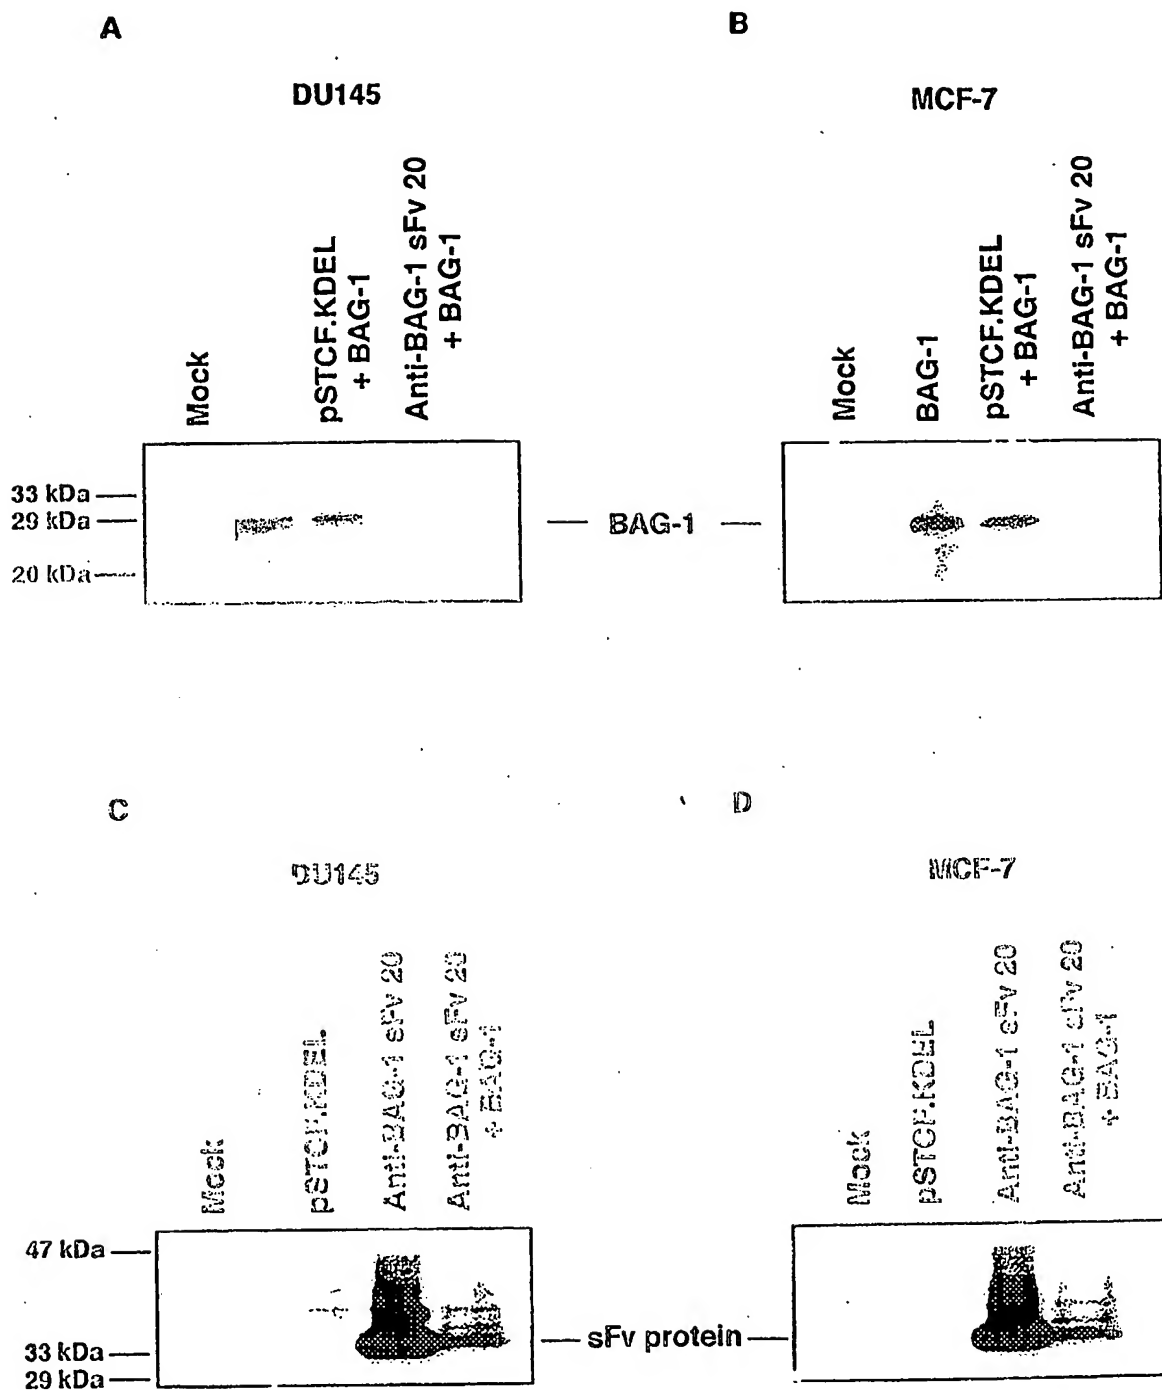 A
B
DU145
MCF-7
Mock
pSTCF.KDEL
+ BAG-1
Anti-BAG-1 sFv 20
+ BAG-1
Mock
BAG-1
pSTCF.KDEL
+ BAG-1
Anti-BAG-1 sFv 20
+ BAG-1
33 kDa
29 kDa
20 kDa
BAG-1
C
D
DU145
MCF-7
Mock
pSTCF.KDEL
Anti-BAG-1 sFv 20
Anti-BAG-1 sFv 20
+ BAG-1
Mock
pSTCF.KDEL
Anti-BAG-1 sFv 20
Anti-BAG-1 sFv 20
+ BAG-1
47 kDa
33 kDa
29 kDa
sFv protein